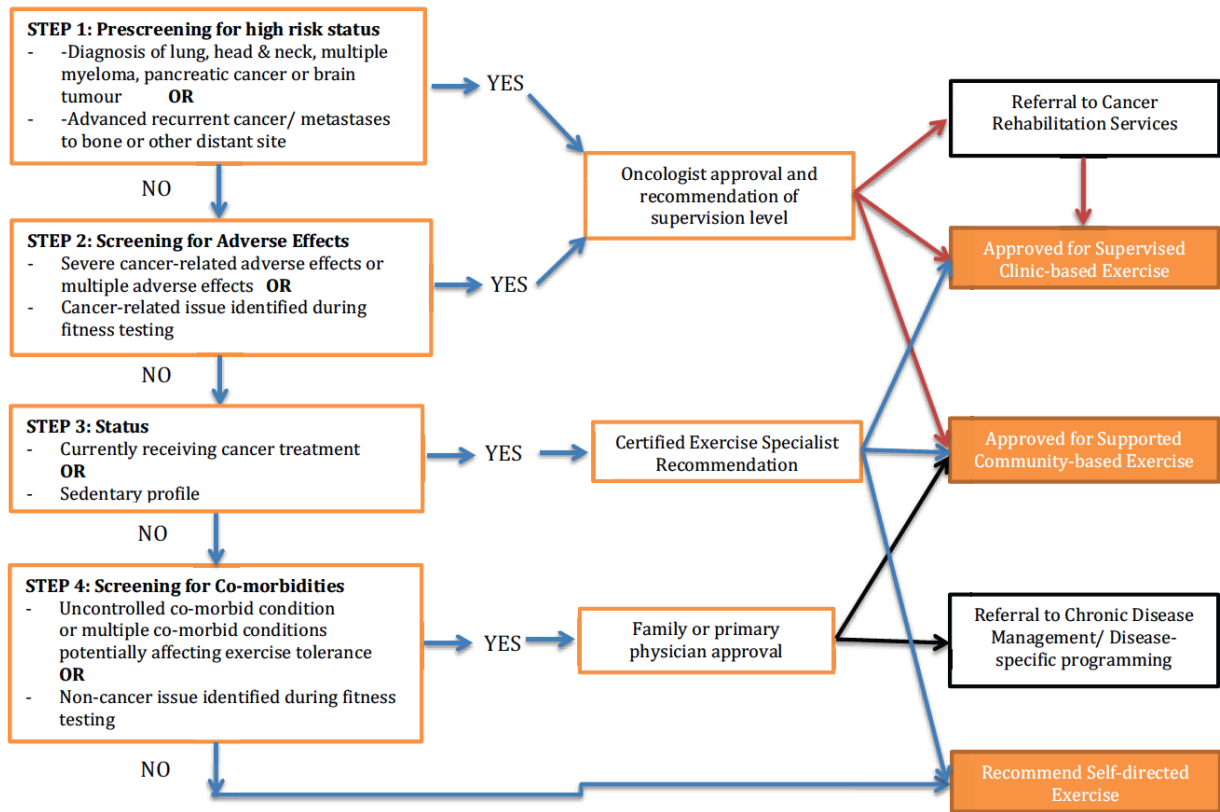 STEP 1: Prescreening for high risk status
- -Diagnosis of lung, head & neck, multiple
myeloma, pancreatic cancer or brain
tumour OR
- -Advanced recurrent cancer/ metastases
to bone or other distant site
YES
NO
STEP 2: Screening for Adverse Effects
- Severe cancer-related adverse effects or
multiple adverse effects OR
- Cancer-related issue identified during
fitness testing
YES
NO
STEP 3: Status
- Currently receiving cancer treatment
OR
- Sedentary profile
YES
NO
STEP 4: Screening for Co-morbidities
- Uncontrolled co-morbid condition
or multiple co-morbid conditions
potentially affecting exercise tolerance
OR
- Non-cancer issue identified during fitness
testing
YES
NO
Oncologist approval and
recommendation of
supervision level
Certified Exercise Specialist
Recommendation
Family or primary
physician approval
Referral to Cancer
Rehabilitation Services
Approved for Supervised
Clinic-based Exercise
Approved for Supported
Community-based Exercise
Referral to Chronic Disease
Management/ Disease-
specific programming
Recommend Self-directed
Exercise